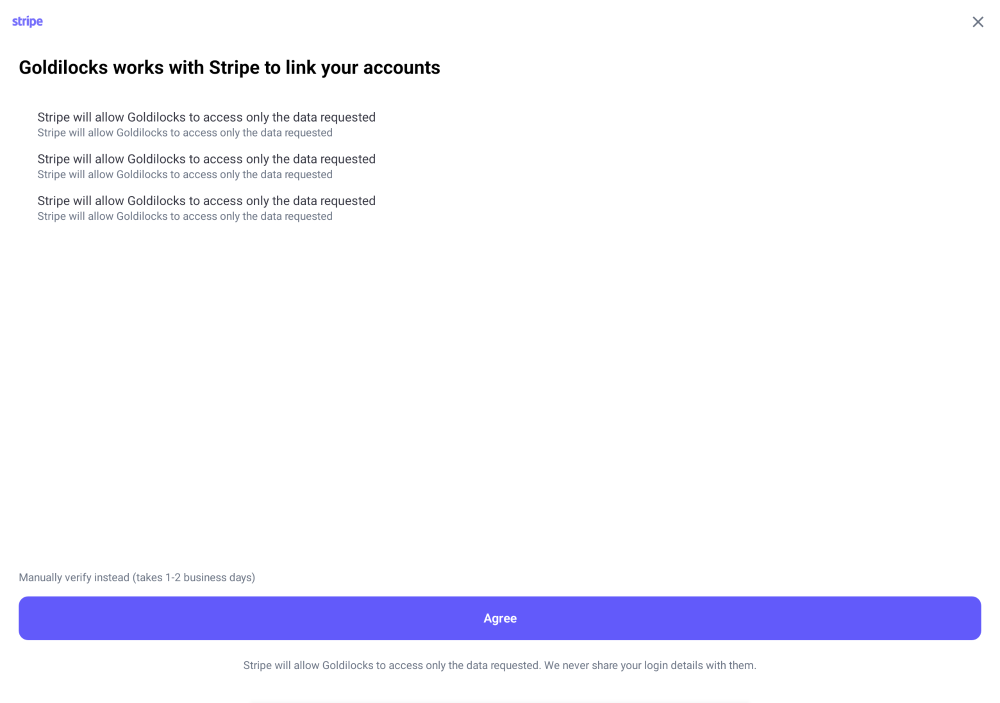 stripe
Goldilocks works with Stripe to link your accounts
Stripe will allow Goldilocks to access only the data requested
Stripe will allow Goldilocks to access only the data requested
Stripe will allow Goldilocks to access only the data requested
Stripe will allow Goldilocks to access only the data requested
Stripe will allow Goldilocks to access only the data requested
Stripe will allow Goldilocks to access only the data requested
Manually verify instead (takes 1-2 business days)
Agree
Stripe will allow Goldilocks to access only the data requested. We never share your login details with them.